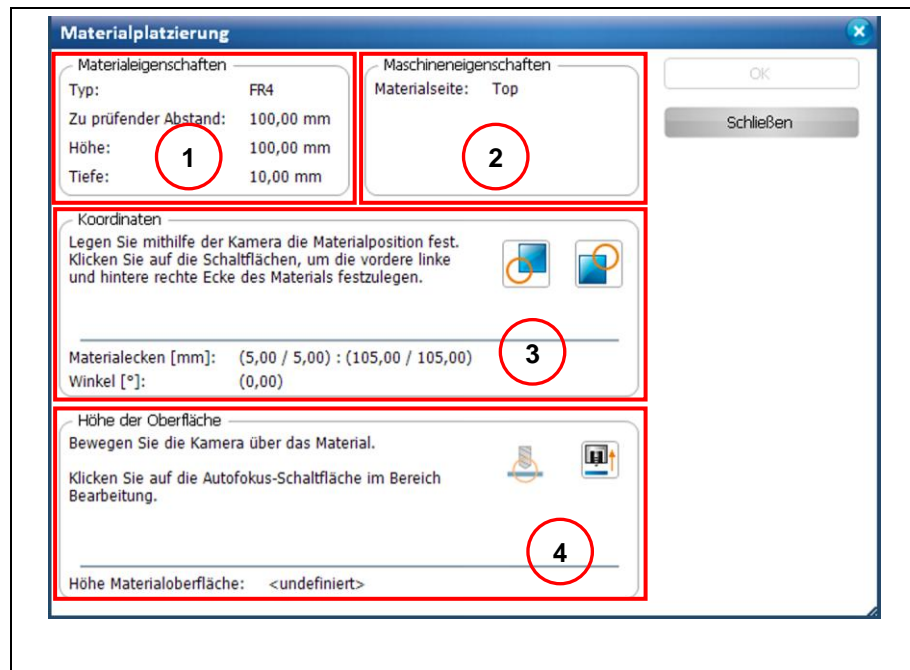 Materialplatzierung
Materialeigenschaften
Typ: FR4
Zu prüfender Abstand: 100,00 mm
Höhe: 100,00 mm
Tiefe: 10,00 mm
1
Maschineneigenschaften
Materialseite: Top
2
OK
Schließen
Koordinaten
Legen Sie mithilfe der Kamera die Materialposition fest.
Klicken Sie auf die Schaltflächen, um die vordere linke
und hintere rechte Ecke des Materials festzulegen.
3
Materialecken [mm]: (5,00 / 5,00) : (105,00 / 105,00)
Winkel [°]: (0,00)
Höhe der Oberfläche
Bewegen Sie die Kamera über das Material.
Klicken Sie auf die Autofokus-Schaltfläche im Bereich
Bearbeitung.
4
Höhe Materialoberfläche: <undefiniert>